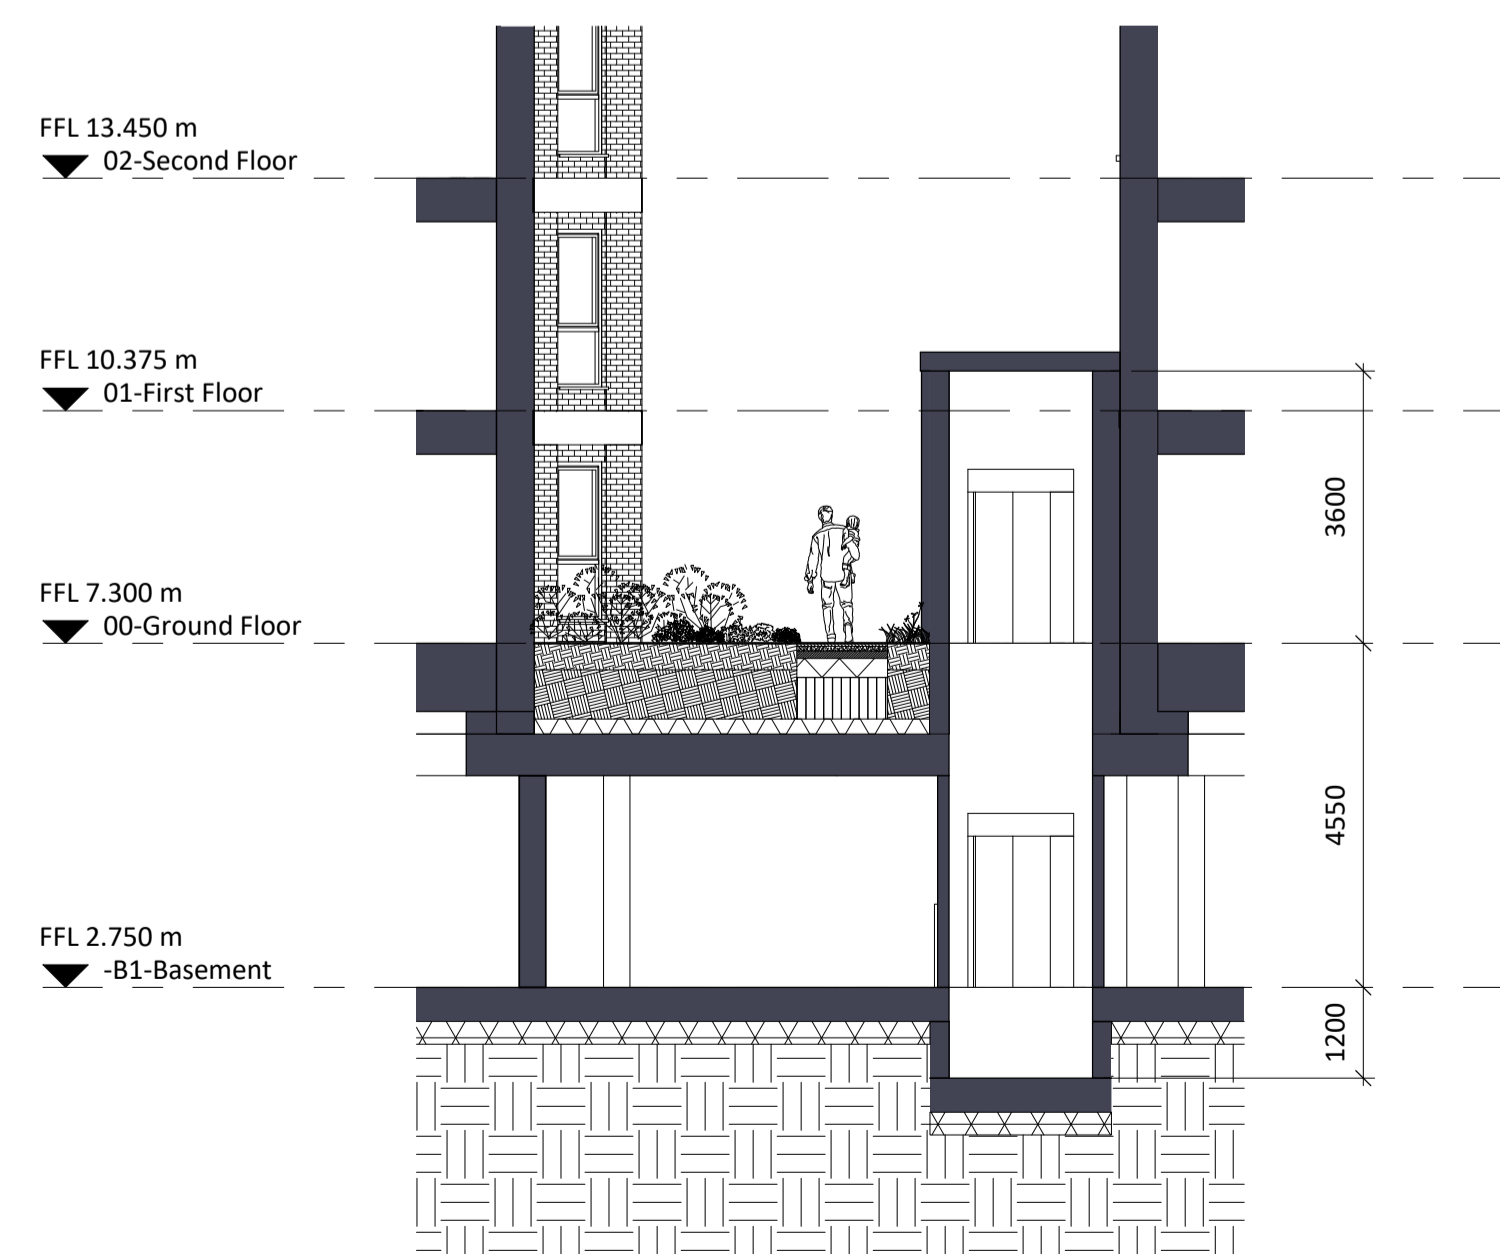 FFL 13.450 m
02-Second Floor
FFL 10.375 m
01-First Floor
3600
FFL 7.300 m
00-Ground Floor
4550
FFL 2.750 m
-B1-Basement
1200